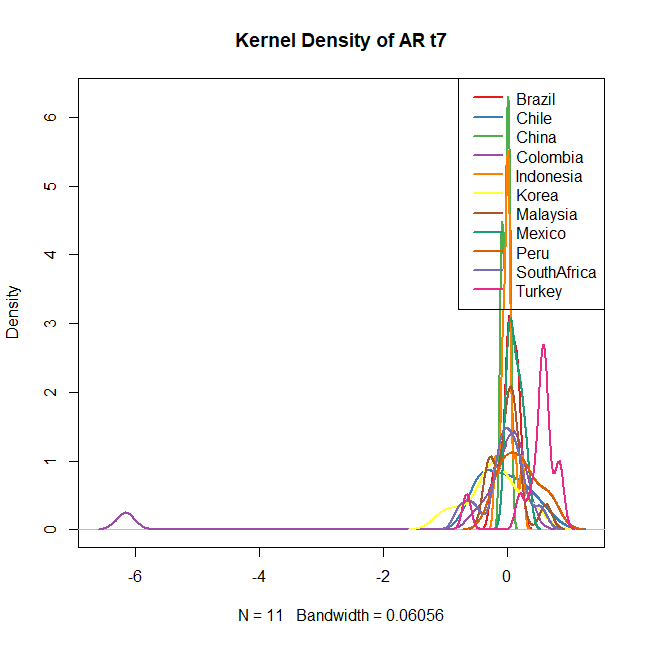 Kernel Density of AR t7
Brazil
Chile
China
Colombia
Indonesia
Korea
Malaysia
Mexico
Peru
SouthAfrica
Turkey
Density
6
5
4
3
2
1
0
-6 -4 -2 0
N = 11 Bandwidth = 0.06056